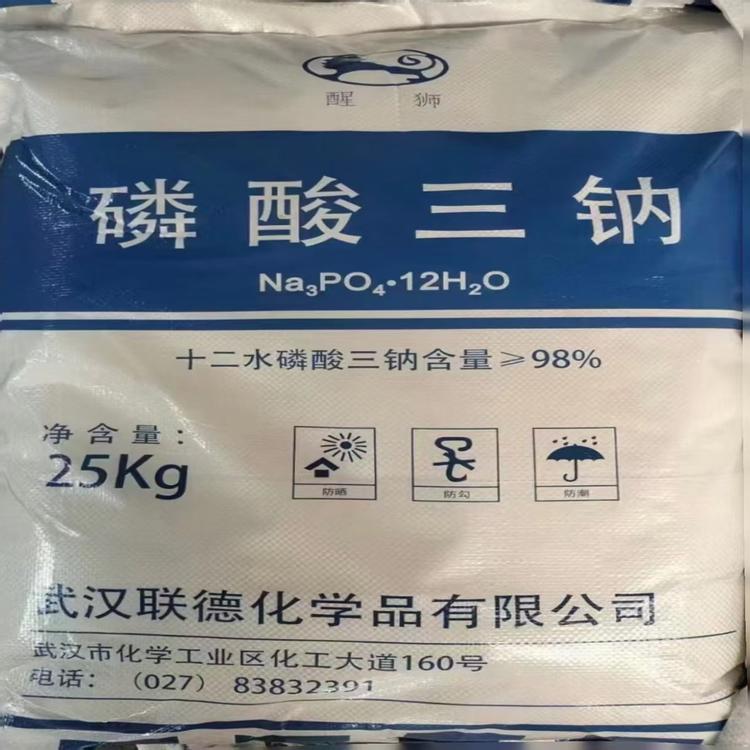 醒狮
磷酸三钠
Na₃PO₄•12H₂O
十二水磷酸三钠含量≥98%
净含量:
25Kg
防晒 防勾 防潮
武汉联德化学品有限公司
武汉市化学工业区化工大道160号
电话：（027）83832391